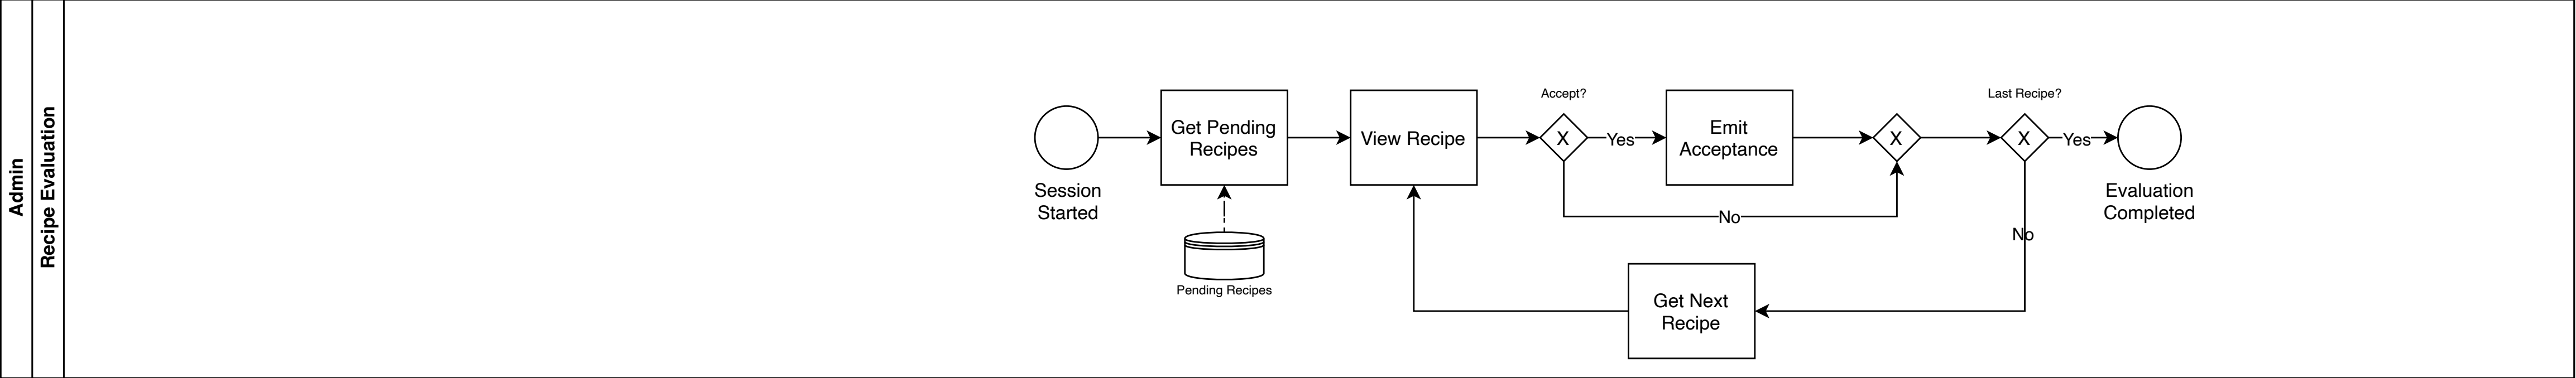 Admin
Recipe Evaluation
Session
Started
Get Pending
Recipes
Pending Recipes
View Recipe
Accept?
X
Yes
No
Emit
Acceptance
X
Last Recipe?
X
Yes
No
Get Next
Recipe
Evaluation
Completed